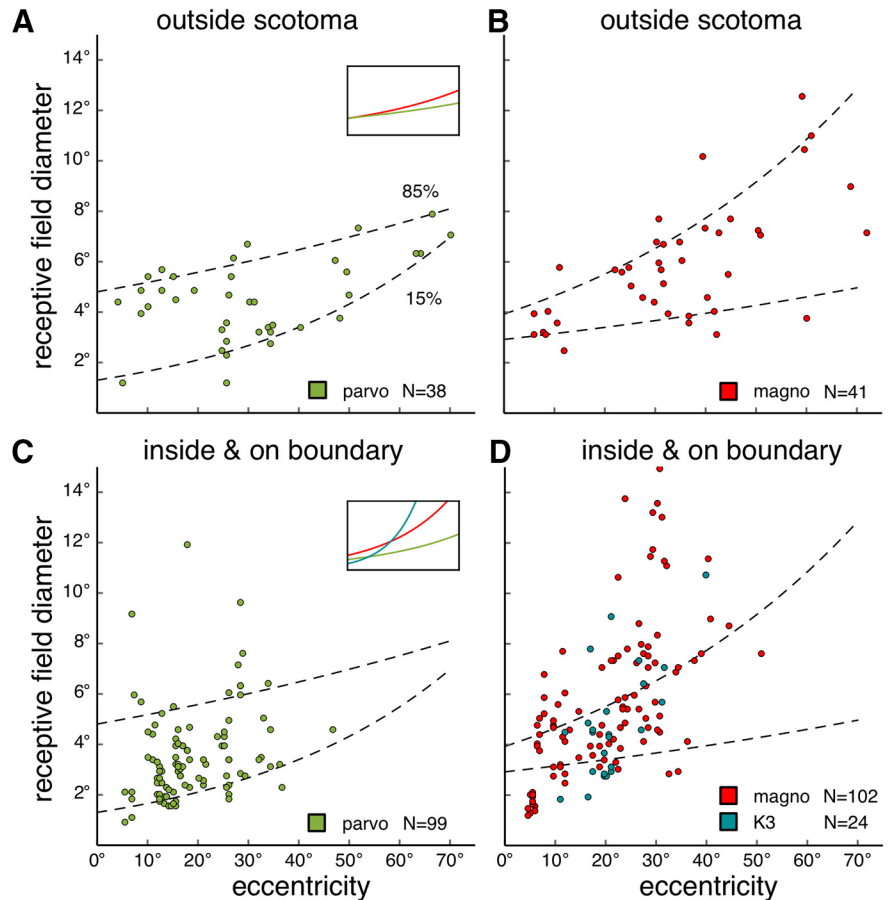 A outside scotoma
B outside scotoma
receptive field diameter
14°
12°
10°
8°
6°
4°
2°
85%
15%
parvo N=38
magno N=41
C inside & on boundary
D inside & on boundary
receptive field diameter
14°
12°
10°
8°
6°
4°
2°
parvo N=99
magno N=102
K3 N=24
0° 10° 20° 30° 40° 50° 60° 70°
0° 10° 20° 30° 40° 50° 60° 70°
eccentricity
eccentricity